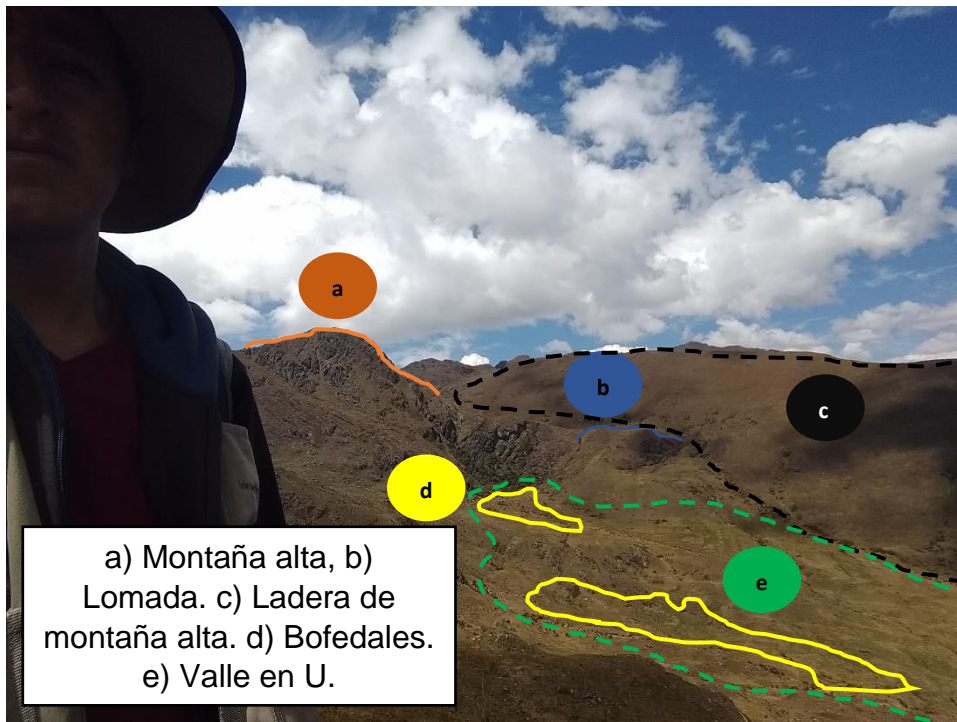 a
b
c
d
e
a) Montaña alta, b)
Lomada. c) Ladera de
montaña alta. d) Bofedales.
e) Valle en U.